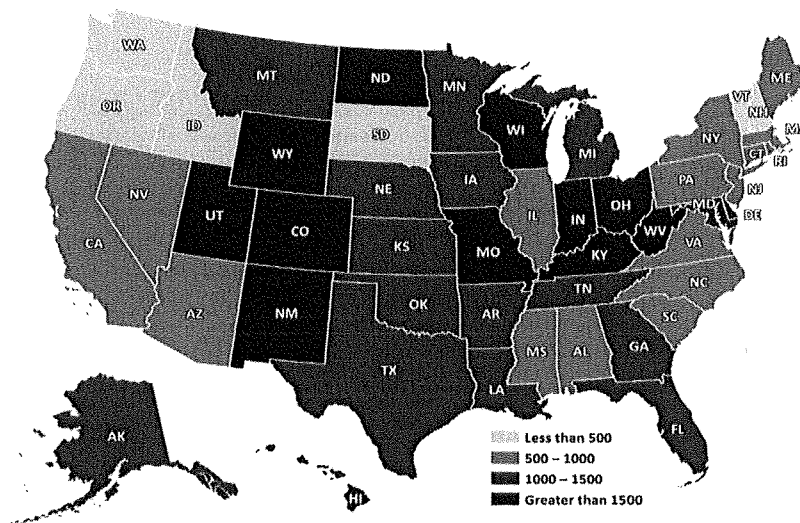 WA
MT
ND
MN
ME
VT
NH
OR
ID
SD
WI
NY
M
WY
MI
CT
RI
NV
NE
IA
PA
NJ
UT
CO
IL
IN
OH
MD
DE
CA
KS
MO
WV
VA
KY
AZ
NM
OK
TN
NC
AR
SC
TX
MS
AL
GA
LA
AK
FL
HI
Less than 500
500 – 1000
1000 – 1500
Greater than 1500